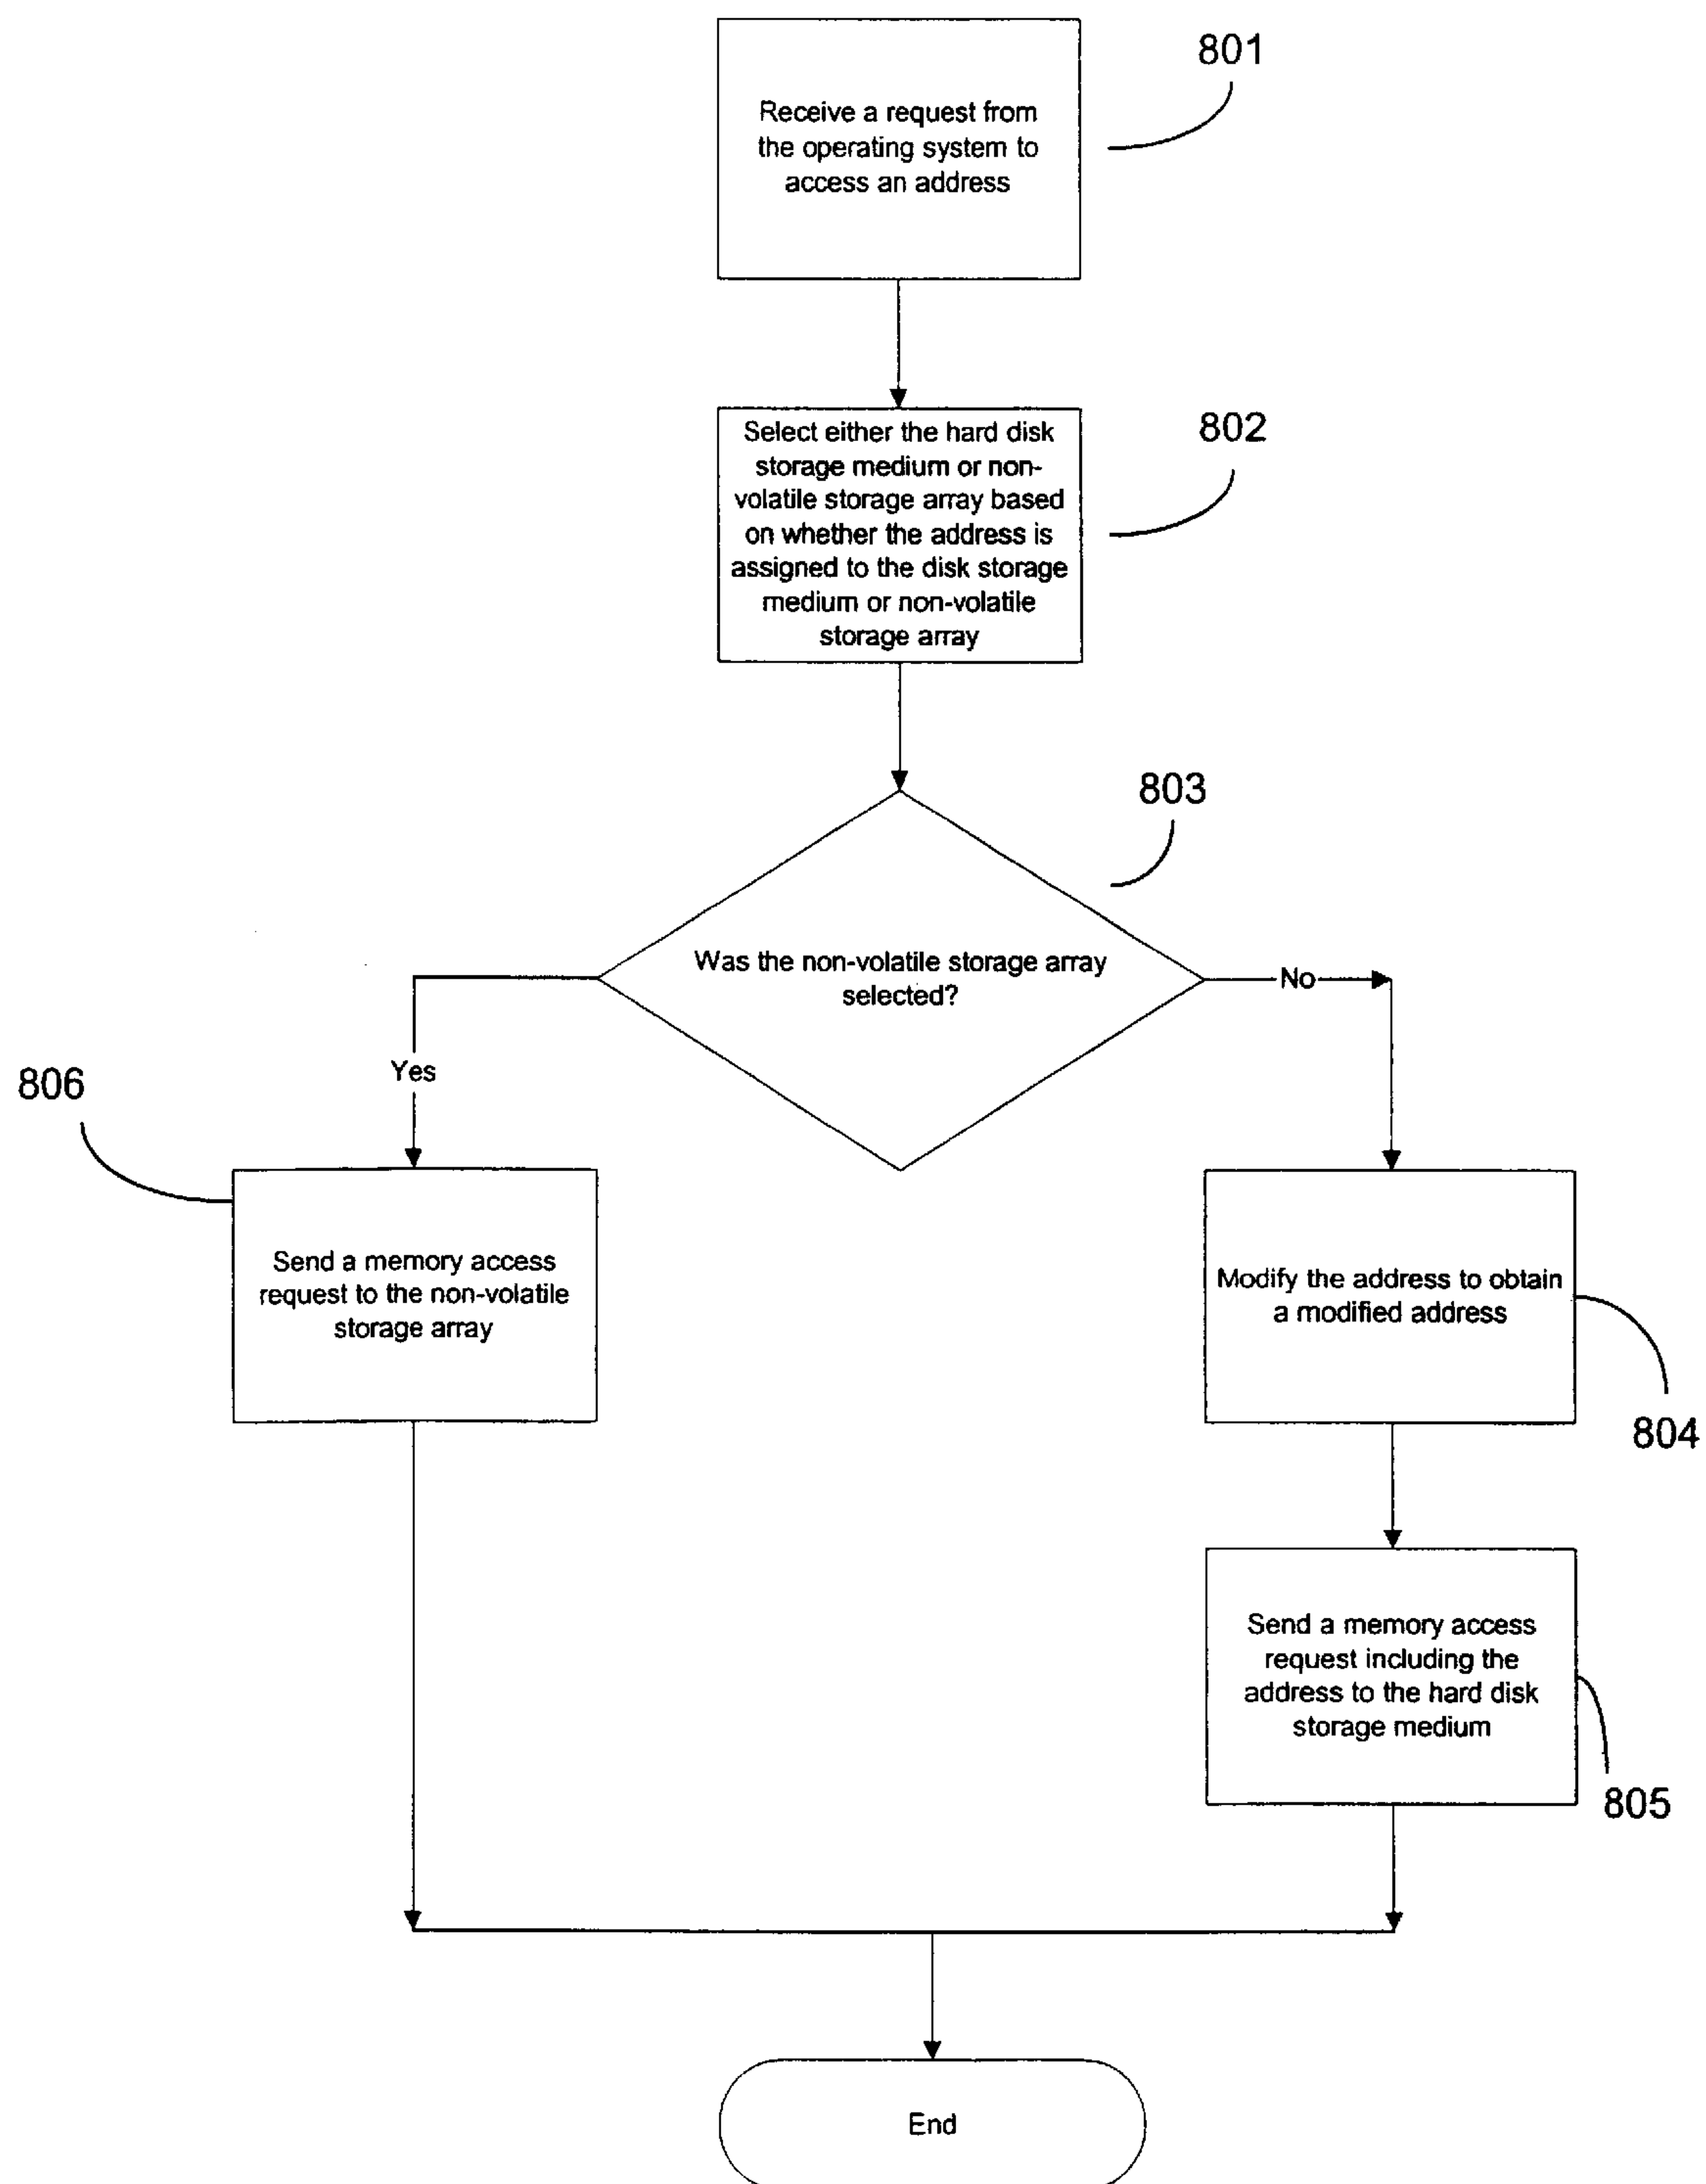 801
Receive a request from
the operating system to
access an address
802
Select either the hard disk
storage medium or non-
volatile storage array based
on whether the address is
assigned to the disk storage
medium or non-volatile
storage array
803
Was the non-volatile storage array
selected?
No
Yes
806
Send a memory access
request to the non-volatile
storage array
Modify the address to obtain
a modified address
804
Send a memory access
request including the
address to the hard disk
storage medium
805
End